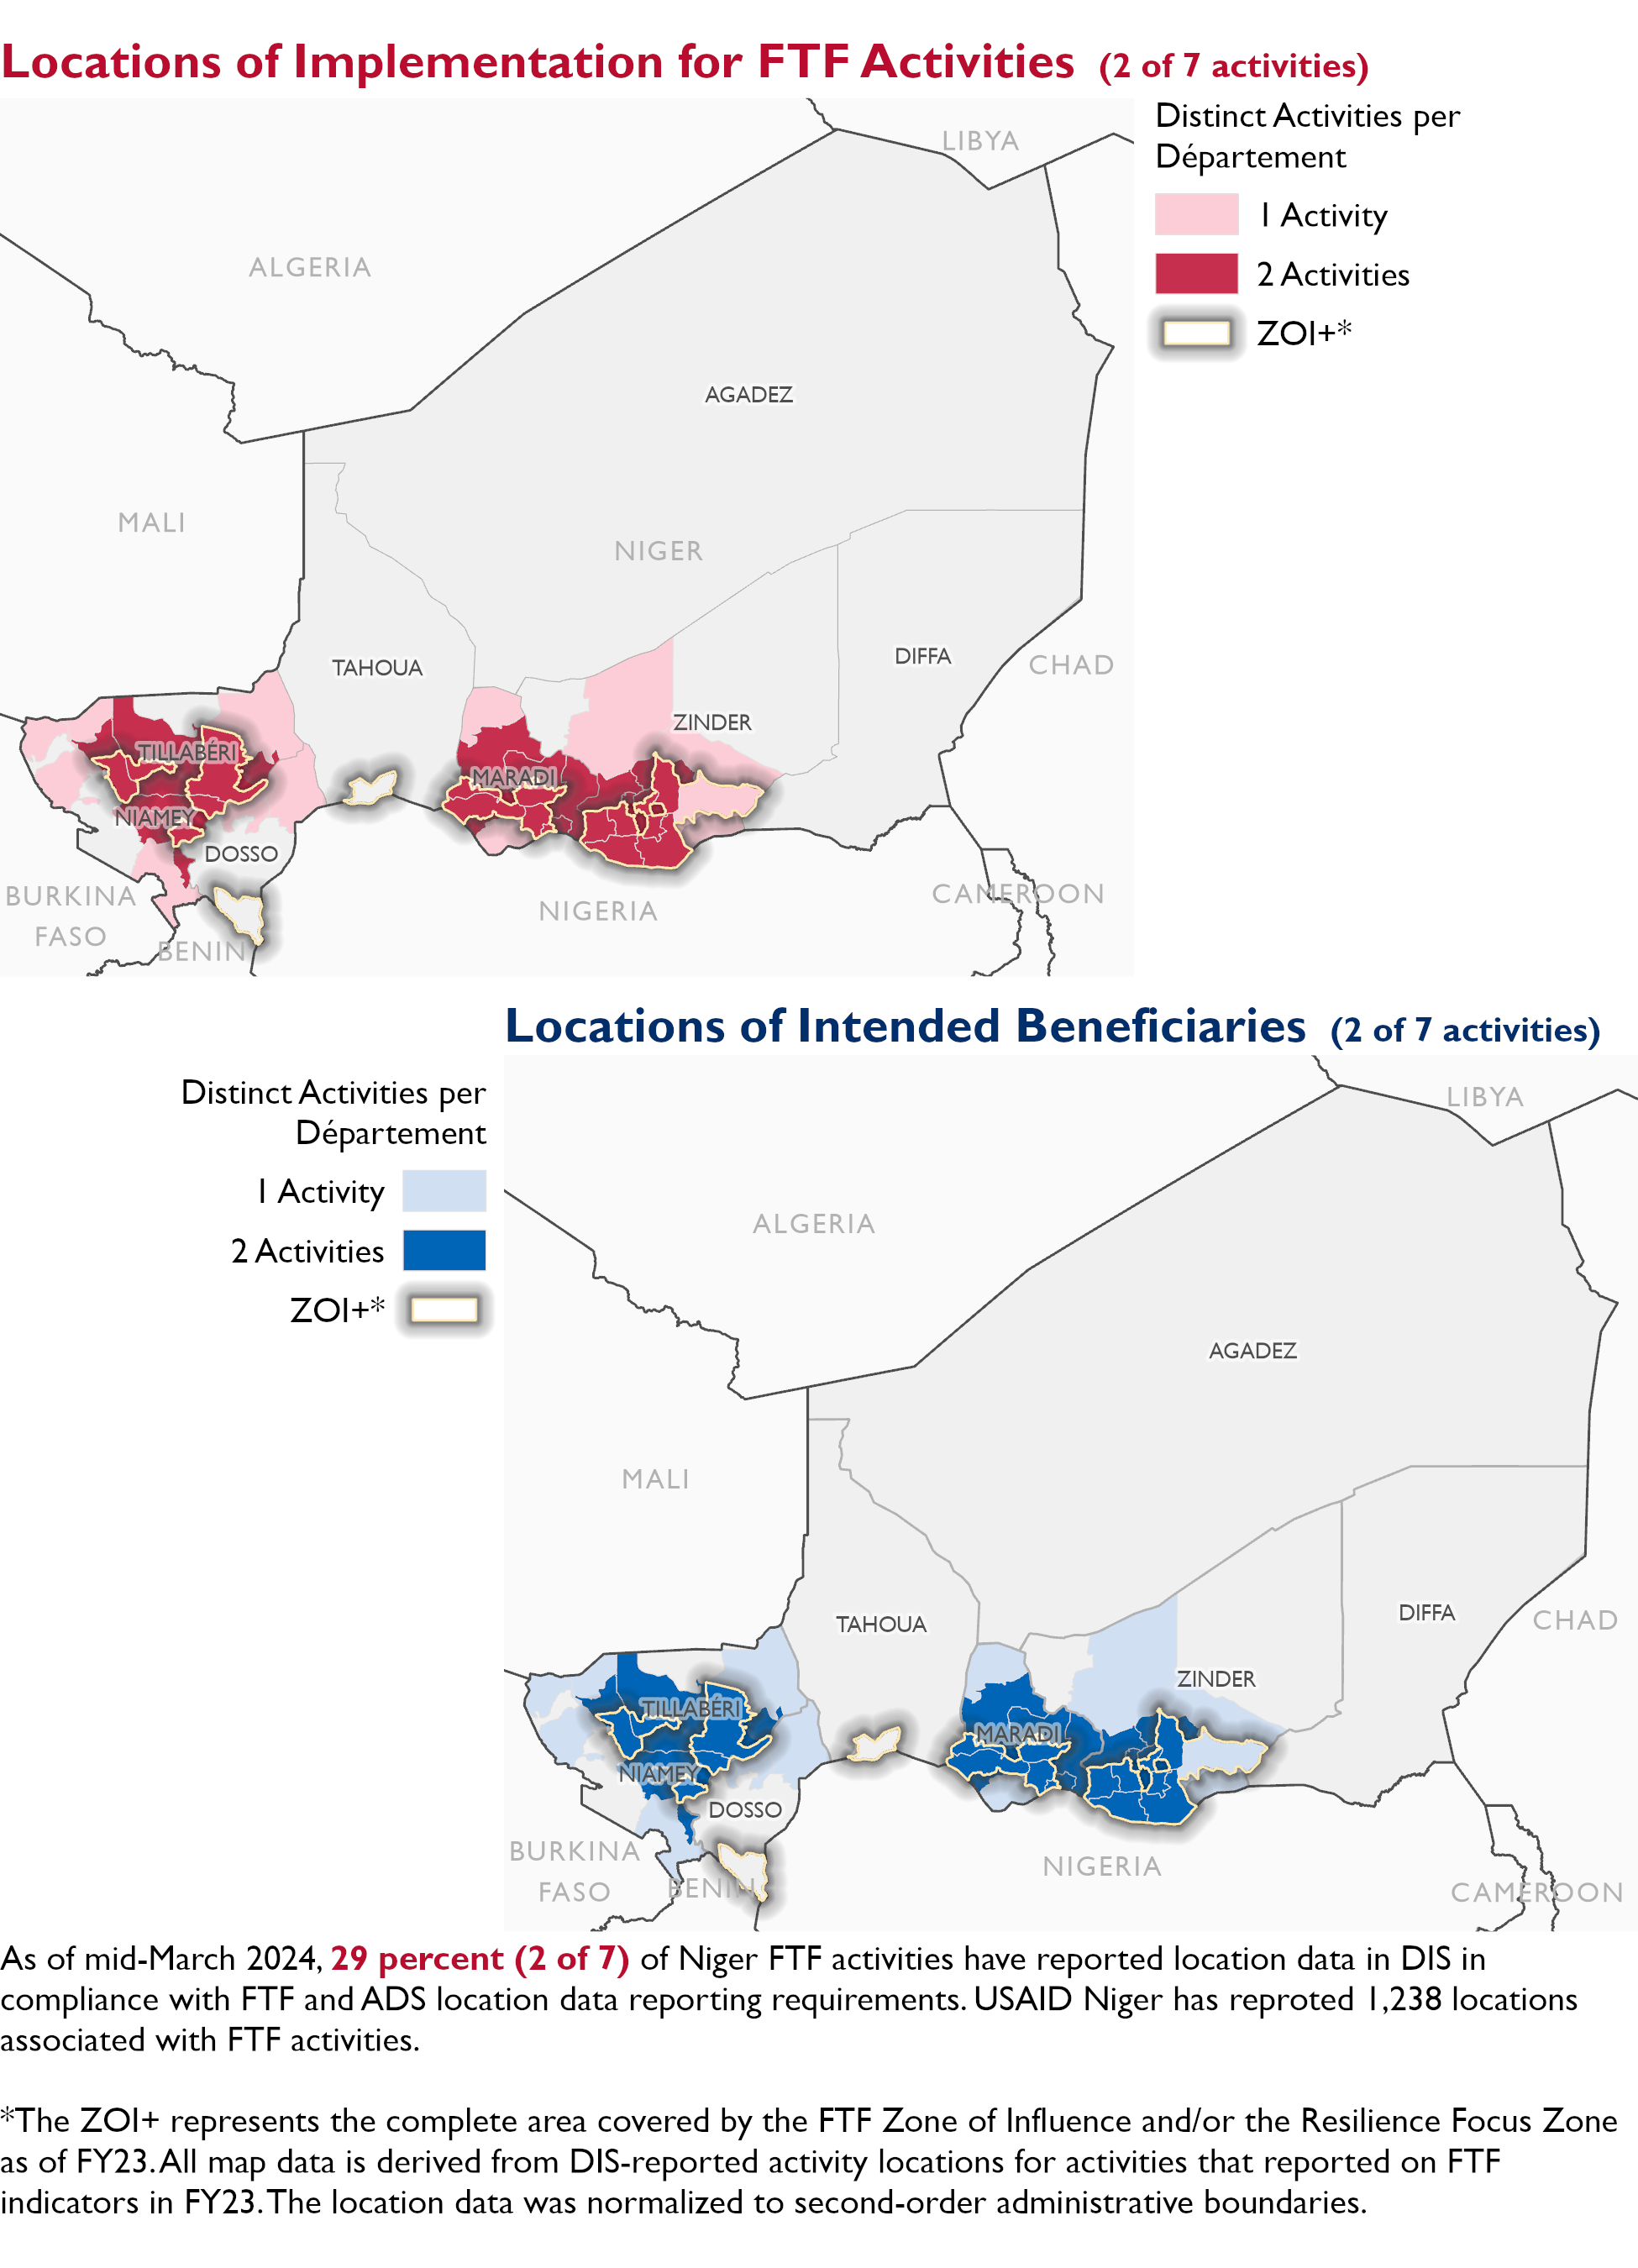 Locations of Implementation for FTF Activities (2 of 7 activities)
Distinct Activities per
Département
1 Activity
2 Activities
ZOI+*
LIBYA
ALGERIA
AGADEZ
MALI
NIGER
TAHOUA
DIFFA
CHAD
ZINDER
TILLABÉRI
MARADI
NIAMEY
DOSSO
BURKINA
FASO
BENIN
NIGERIA
CAMEROON
Locations of Intended Beneficiaries (2 of 7 activities)
Distinct Activities per
Département
1 Activity
2 Activities
ZOI+*
LIBYA
ALGERIA
AGADEZ
MALI
TAHOUA
DIFFA
CHAD
ZINDER
TILLABÉRI
MARADI
NIAMEY
DOSSO
BURKINA
FASO
BENIN
NIGERIA
CAMEROON
As of mid-March 2024, 29 percent (2 of 7) of Niger FTF activities have reported location data in DIS in
compliance with FTF and ADS location data reporting requirements. USAID Niger has reproted 1,238 locations
associated with FTF activities.
*The ZOI+ represents the complete area covered by the FTF Zone of Influence and/or the Resilience Focus Zone
as of FY23. All map data is derived from DIS-reported activity locations for activities that reported on FTF
indicators in FY23. The location data was normalized to second-order administrative boundaries.